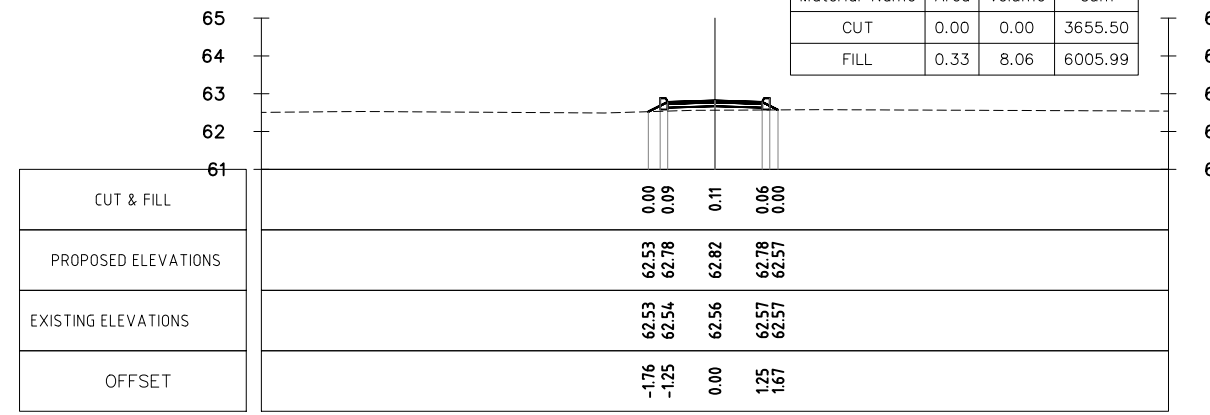 Material Name Area Volume Sum
CUT 0.00 0.00 3655.50
FILL 0.33 8.06 6005.99
65
64
63
62
61
CUT & FILL 0.00 0.09 0.11 0.06 0.00
PROPOSED ELEVATIONS 62.53 62.78 62.82 62.78 62.57
EXISTING ELEVATIONS 62.53 62.54 62.56 62.57 62.57
OFFSET -1.76 -1.25 0.00 1.25 1.67